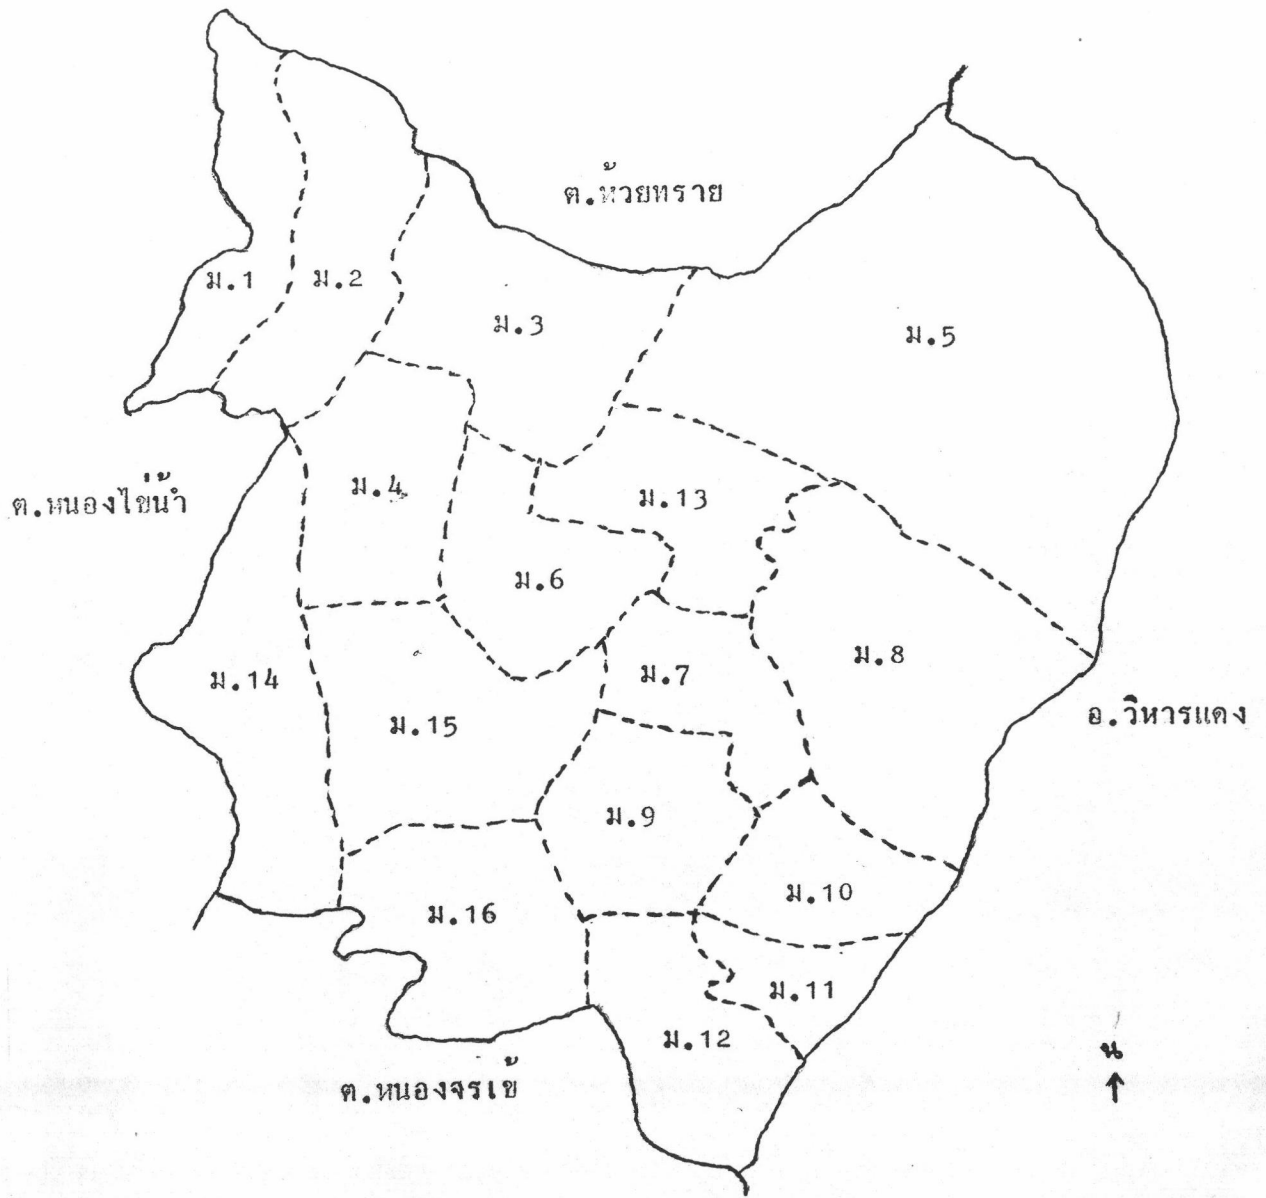 ต.ห้วยทราย
ม.1
ม.2
ม.3
ม.5
ม.4
ม.13
ต.หนองไข่น้ำ
ม.6
ม.8
ม.7
ม.14
ม.15
อ.วิหารแดง
ม.9
ม.10
ม.16
ม.11
ม.12
น
ต.หนองจรเข้